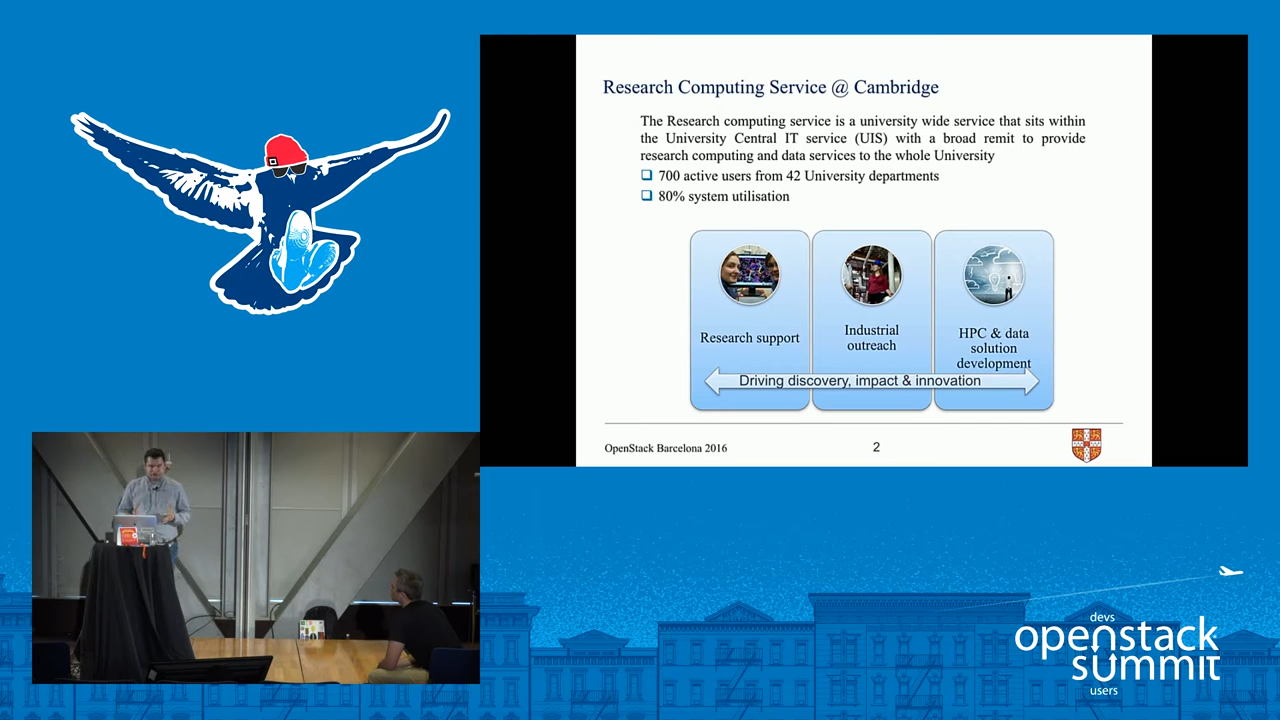 Research Computing Service @ Cambridge
The Research computing service is a university wide service that sits within
the University Central IT service (UIS) with a broad remit to provide
research computing and data services to the whole University
700 active users from 42 University departments
80% system utilisation
Research support
Industrial
outreach
HPC & data
solution
development
Driving discovery, impact & innovation
OpenStack Barcelona 2016
2
devs
openstack
summit
users